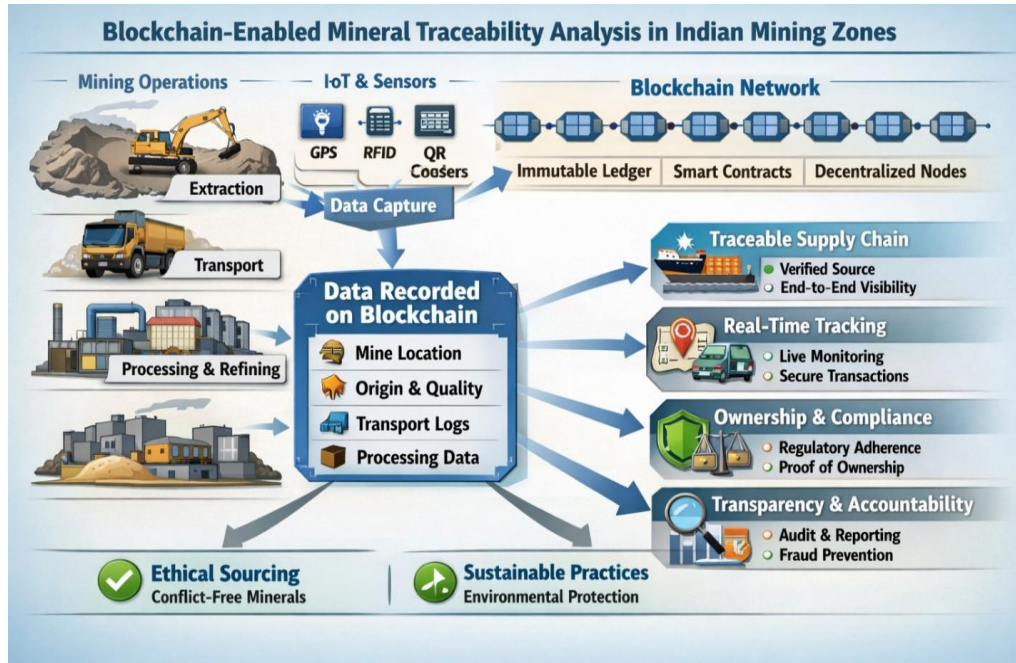 Blockchain-Enabled Mineral Traceability Analysis in Indian Mining Zones
Mining Operations
Extraction
Transport
Processing & Refining
IoT & Sensors
GPS
RFID
QR
Coosers
Data Capture
Blockchain Network
Immutable Ledger
Smart Contracts
Decentralized Nodes
Data Recorded
on Blockchain
Mine Location
Origin & Quality
Transport Logs
Processing Data
Traceable Supply Chain
Verified Source
End-to-End Visibility
Real-Time Tracking
Live Monitoring
Secure Transactions
Ownership & Compliance
Regulatory Adherence
Proof of Ownership
Transparency & Accountability
Audit & Reporting
Fraud Prevention
Ethical Sourcing
Conflict-Free Minerals
Sustainable Practices
Environmental Protection